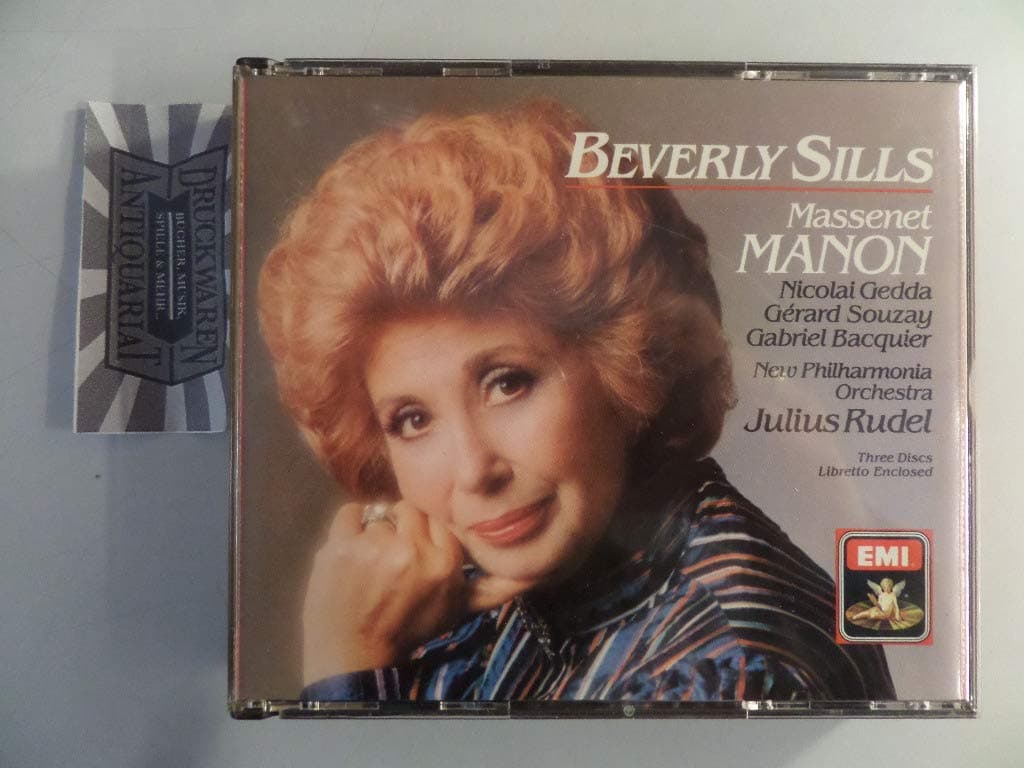 DRUCKWAREN
BÜCHER, MUSIK,
SPIELE & MEHR.
ANTIQUARIAT
BEVERLY SILLS
Massenet
MANON
Nicolai Gedda
Gérard Souzay
Gabriel Bacquier
New Philharmonia
Orchestra
Julius Rudel
Three Discs
Libretto Enclosed
EMI